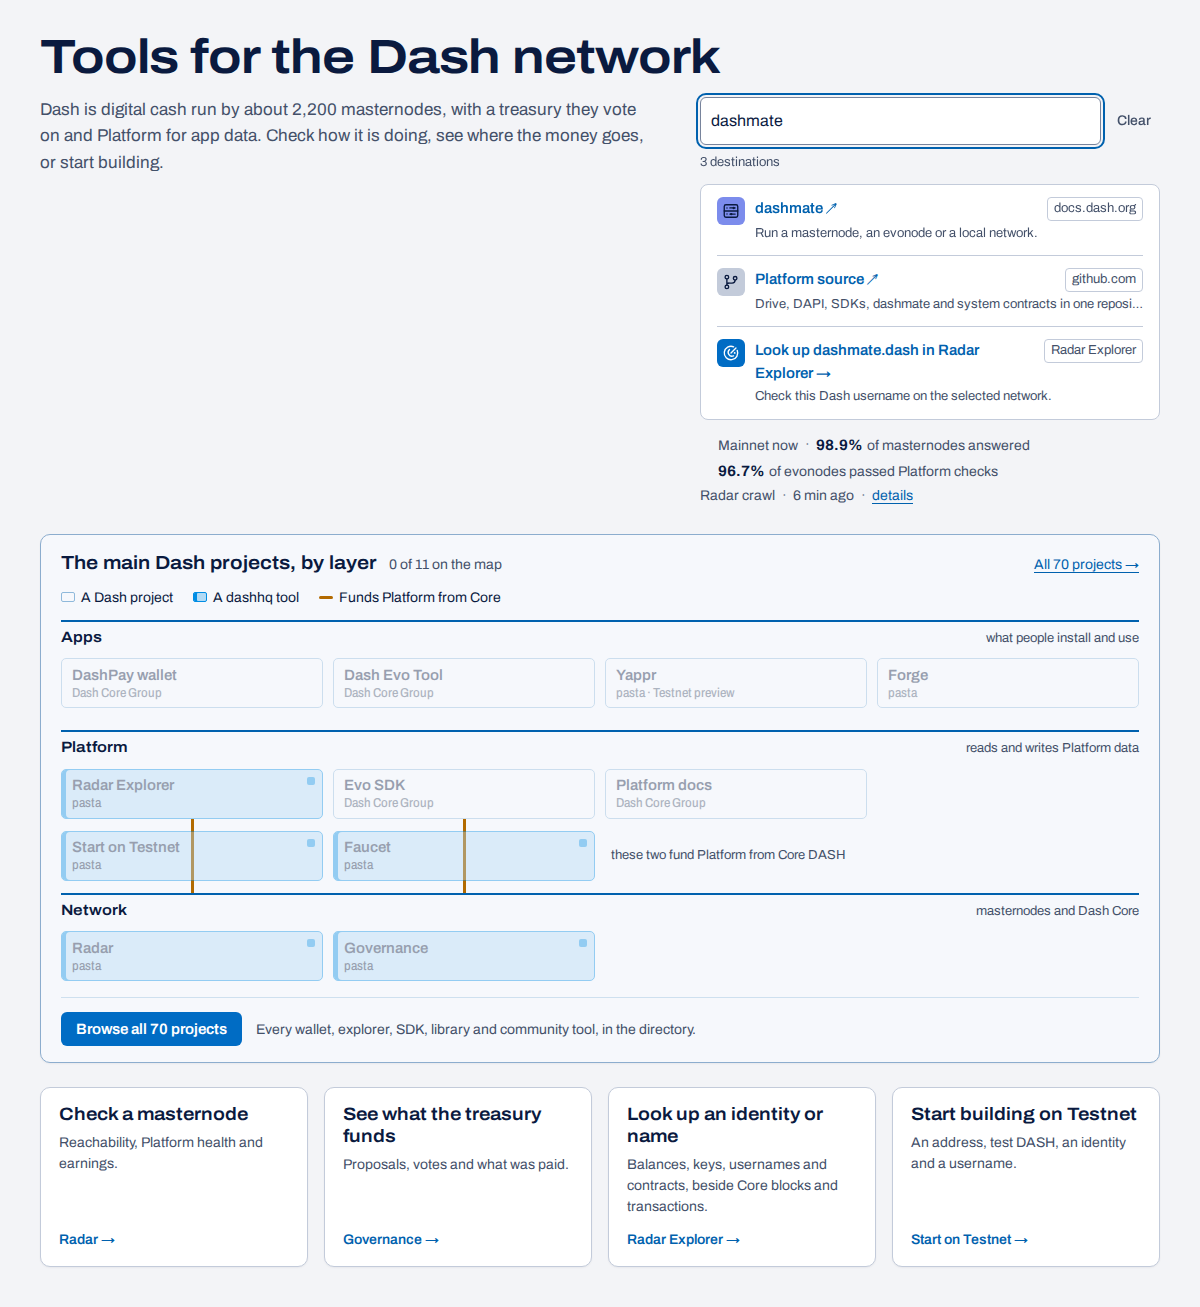 Tools for the Dash network
Dash is digital cash run by about 2,200 masternodes, with a treasury they vote
on and Platform for app data. Check how it is doing, see where the money goes,
or start building.
dashmate
Clear
3 destinations
dashmate ↗
docs.dash.org
Run a masternode, an evonode or a local network.
Platform source ↗
github.com
Drive, DAPI, SDKs, dashmate and system contracts in one reposi...
Look up dashmate.dash in Radar
Explorer →
Radar Explorer
Check this Dash username on the selected network.
Mainnet now · 98.9% of masternodes answered
96.7% of evonodes passed Platform checks
Radar crawl · 6 min ago · details
The main Dash projects, by layer 0 of 11 on the map
All 70 projects →
A Dash project A dashhq tool Funds Platform from Core
Apps
what people install and use
DashPay wallet
Dash Core Group
Dash Evo Tool
Dash Core Group
Yappr
pasta · Testnet preview
Forge
pasta
Platform
reads and writes Platform data
Radar Explorer
pasta
Evo SDK
Dash Core Group
Platform docs
Dash Core Group
Start on Testnet
pasta
Faucet
pasta
these two fund Platform from Core DASH
Network
masternodes and Dash Core
Radar
pasta
Governance
pasta
Browse all 70 projects
Every wallet, explorer, SDK, library and community tool, in the directory.
Check a masternode
Reachability, Platform health and
earnings.
Radar →
See what the treasury
funds
Proposals, votes and what was paid.
Governance →
Look up an identity or
name
Balances, keys, usernames and
contracts, beside Core blocks and
transactions.
Radar Explorer →
Start building on Testnet
An address, test DASH, an identity
and a username.
Start on Testnet →